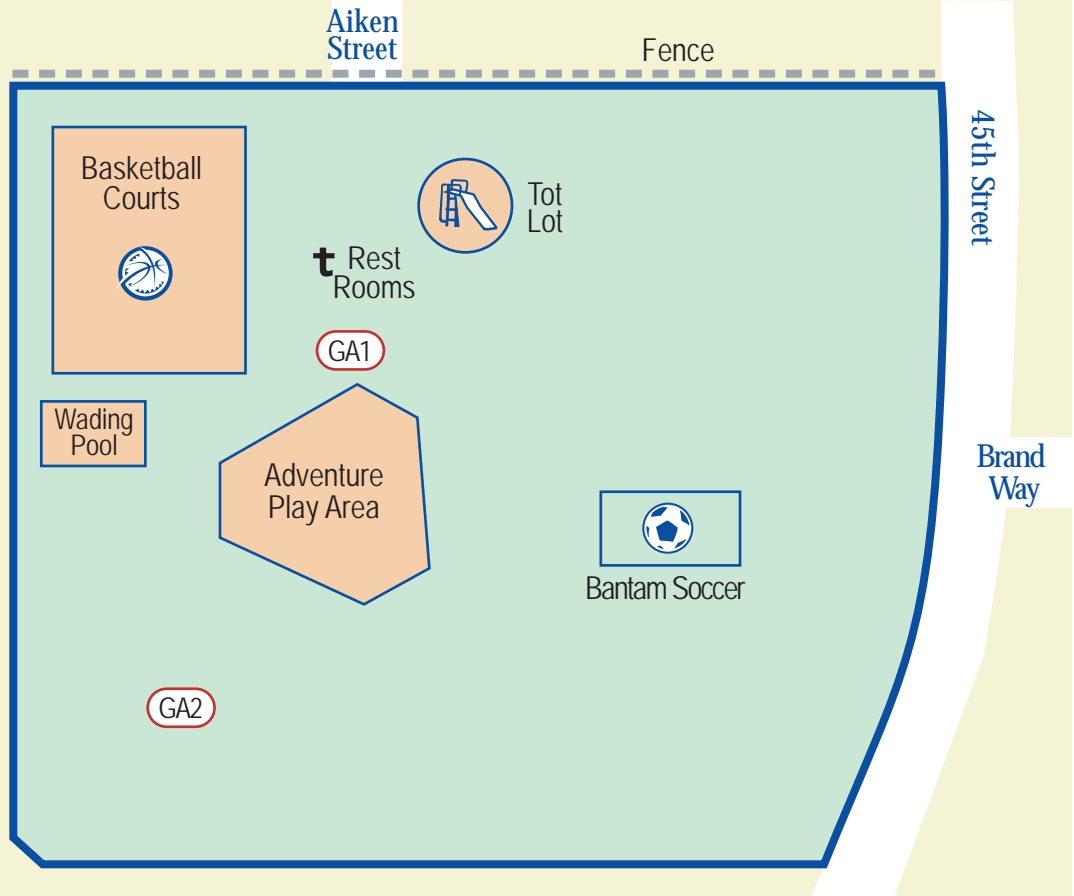 Aiken
Street
Fence
45th Street
Basketball
Courts
Tot
Lot
t Rest
Rooms
GA1
Wading
Pool
Adventure
Play Area
Brand
Way
Bantam Soccer
GA2